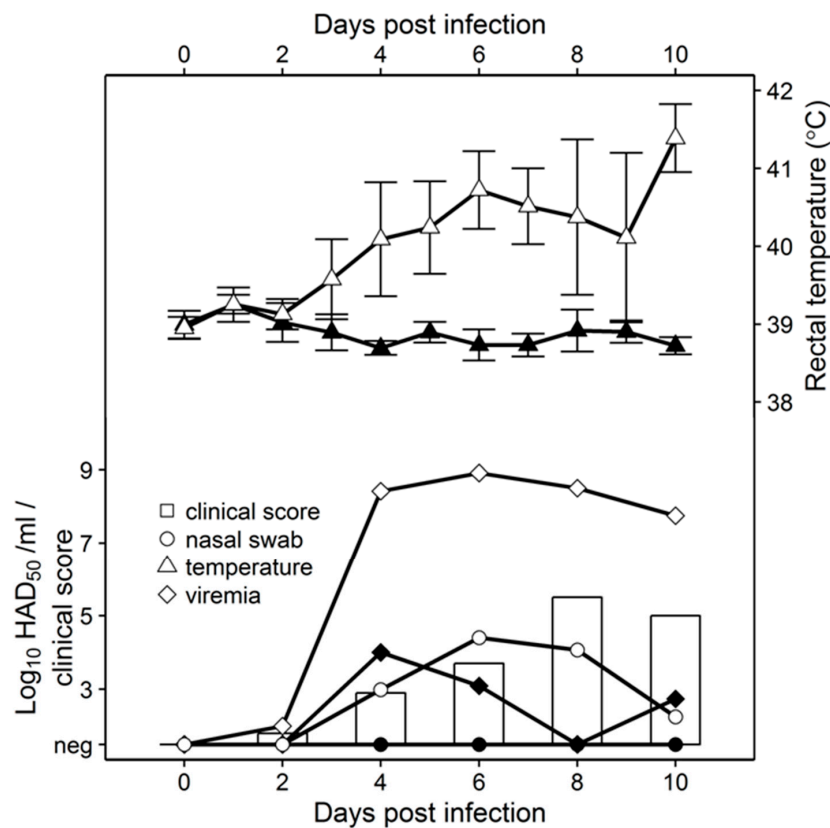 Days post infection
0 2 4 6 8 10
42
41
40
39
38
Rectal temperature (°C)
9
7
5
3
neg
Log10 HAD50 /ml /
clinical score
clinical score
nasal swab
temperature
viremia
0 2 4 6 8 10
Days post infection